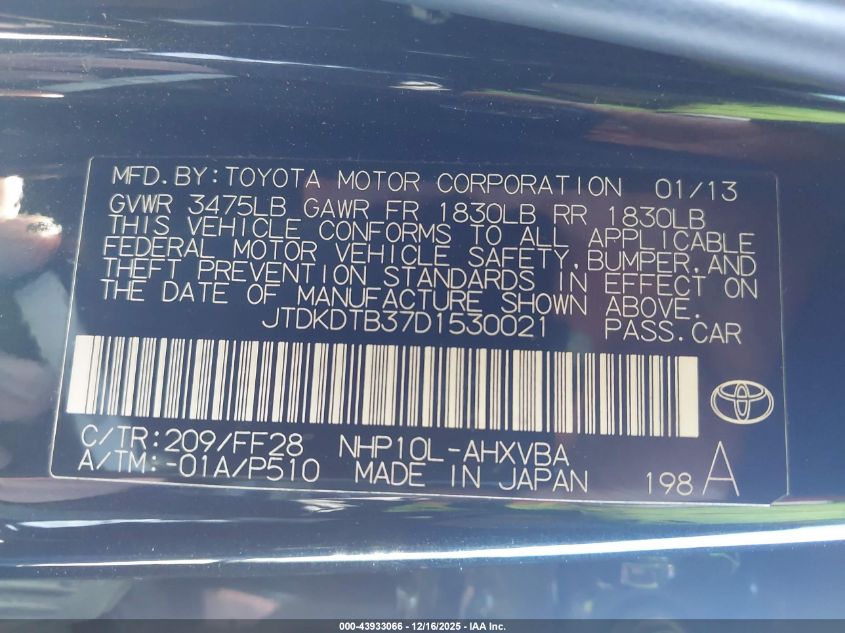 MFD.BY:TOYOTA MOTOR CORPORATION 01/13
GVWR 3475LB GAWR FR 1830LB RR 1830LB
THIS VEHICLE CONFORMS TO ALL APPLICABLE
FEDERAL MOTOR VEHICLE SAFETY,BUMPER,AND
THEFT PREVENTION STANDARDS IN EFFECT ON
THE DATE OF MANUFACTURE SHOWN ABOVE.
JTDKDTB37D1530021 PASS.CAR
C/TR:209/FF28 NHP10L-AHXVBA
A/TM:-01A/P510 MADE IN JAPAN 198 A
000-43933066 - 12/16/2025 - IAA Inc.